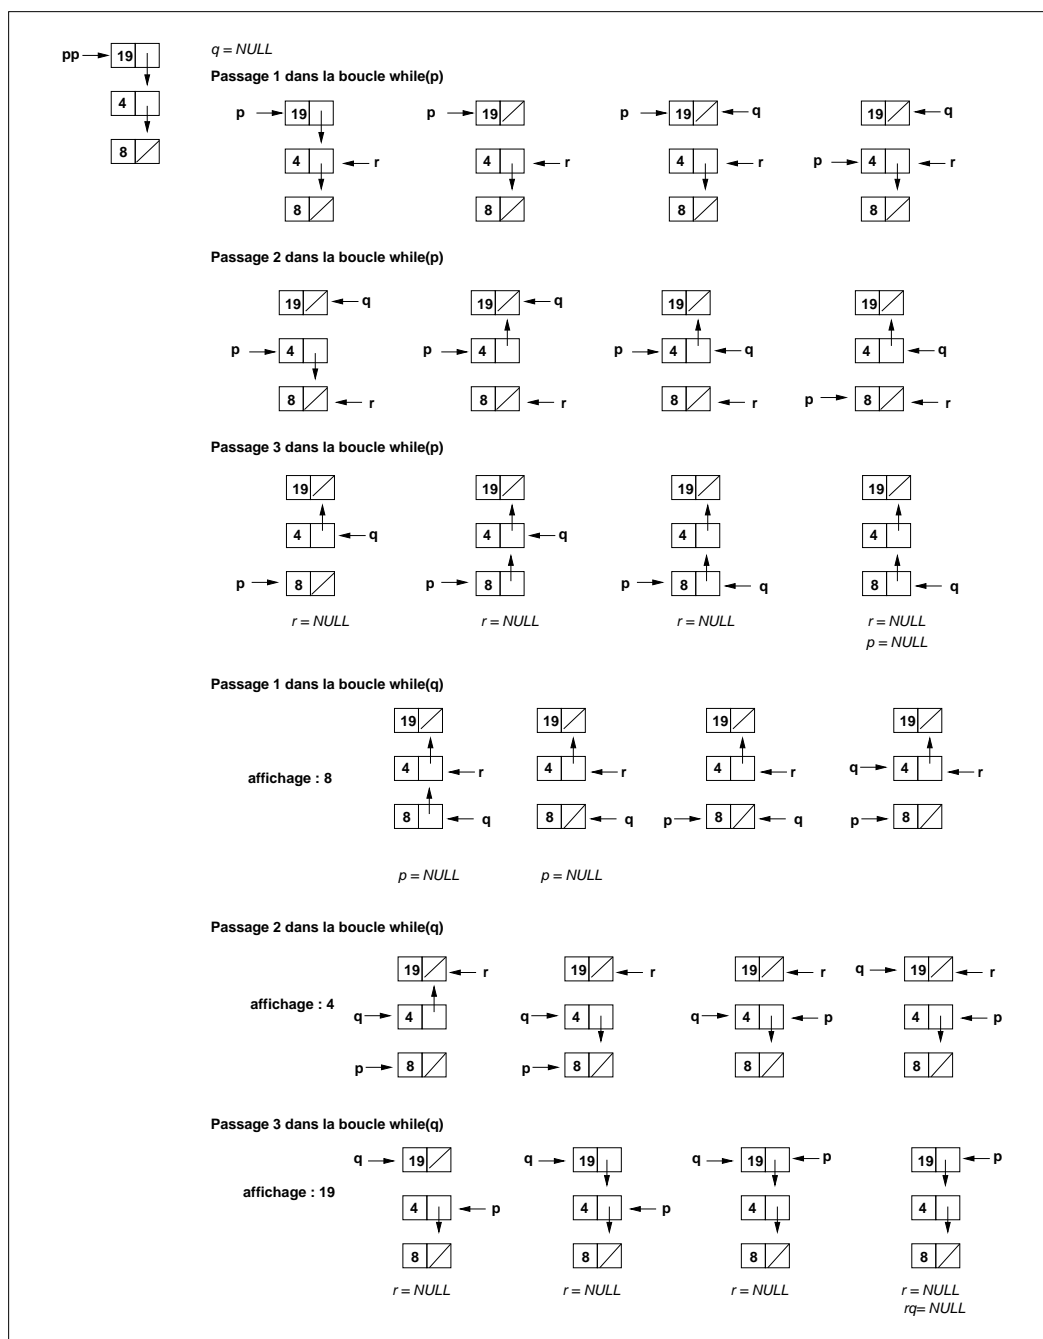 q = NULL
pp 19
4
8
Passage 1 dans la boucle while(p)
p 19 p 19 p 19 q 19 q
4 r 4 r 4 r p 4 r
8 8 8 8
Passage 2 dans la boucle while(p)
19 q 19 q 19 19
p 4 p 4 p 4 q 4 q
8 r 8 r 8 r p 8 r
Passage 3 dans la boucle while(p)
19 19 19 19
4 q 4 q 4 4
p 8 p 8 p 8 q 8 q
r = NULL r = NULL r = NULL r = NULL
p = NULL
Passage 1 dans la boucle while(q)
19 19 19 19
affichage : 8 4 r 4 r 4 r q 4 r
8 q 8 q p 8 q p 8
p = NULL p = NULL
Passage 2 dans la boucle while(q)
19 r 19 r 19 r q 19 r
affichage : 4 q 4 q 4 q 4 p 4 p
p 8 p 8 8 8
Passage 3 dans la boucle while(q)
q 19 q 19 q 19 p 19 p
affichage : 19 4 p 4 p 4 4
8 8 8 8
r = NULL r = NULL r = NULL r = NULL
rq= NULL